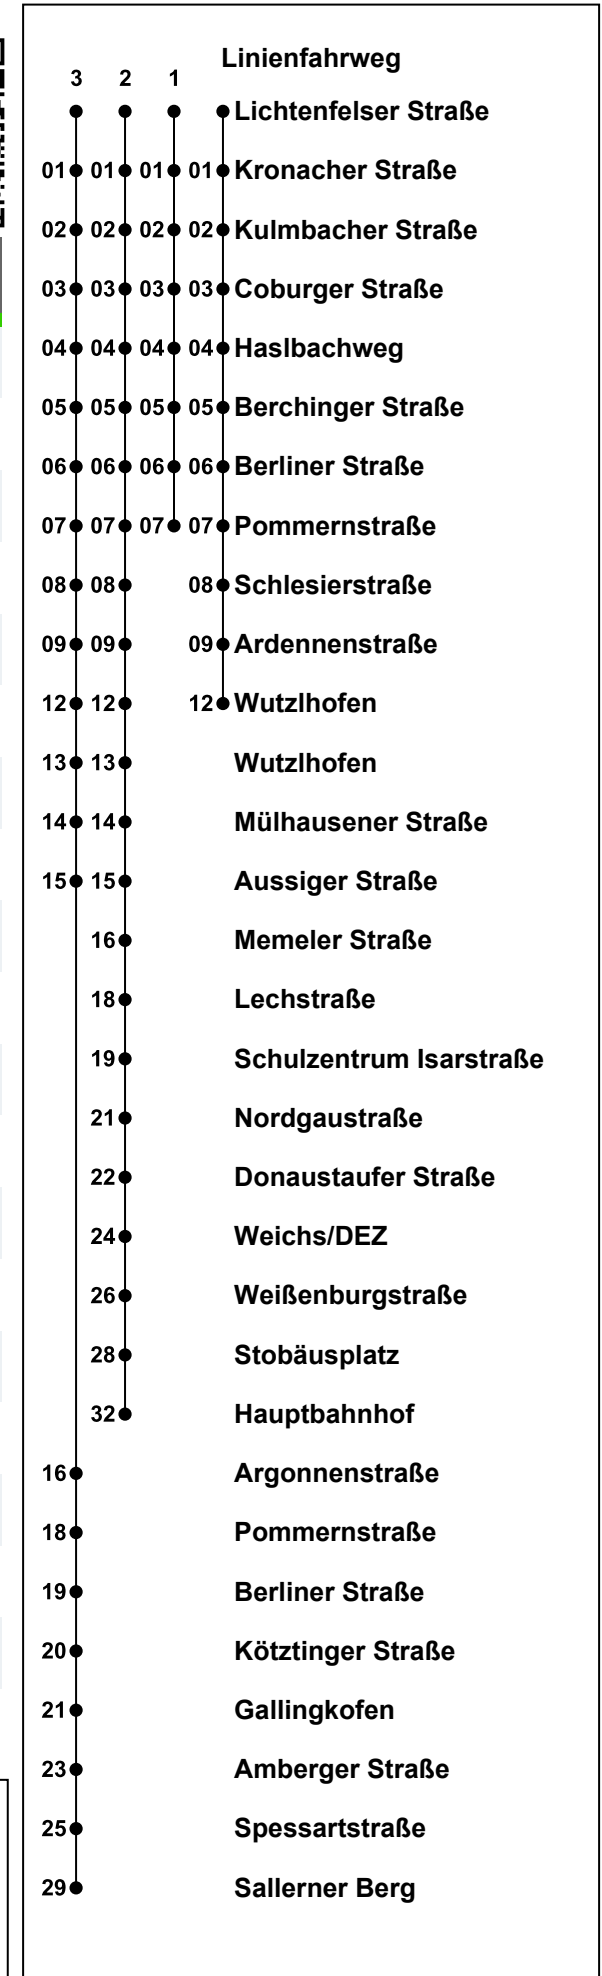 Linienfahrweg
3 2 1
Lichtenfelser Straße
01 01 01 01 Kronacher Straße
02 02 02 02 Kulmbacher Straße
03 03 03 03 Coburger Straße
04 04 04 04 Haslbachweg
05 05 05 05 Berchinger Straße
06 06 06 06 Berliner Straße
07 07 07 07 Pommernstraße
08 08 08 Schlesierstraße
09 09 09 Ardennenstraße
12 12 12 Wutzlhofen
13 13 Wutzlhofen
14 14 Mülhausener Straße
15 15 Aussiger Straße
16 Memeler Straße
18 Lechstraße
19 Schulzentrum Isarstraße
21 Nordgaustraße
22 Donaustaufer Straße
24 Weichs/DEZ
26 Weißenburgstraße
28 Stobäusplatz
32 Hauptbahnhof
16 Argonnenstraße
18 Pommernstraße
19 Berliner Straße
20 Kötztinger Straße
21 Gallingkofen
23 Amberger Straße
25 Spessartstraße
29 Sallerner Berg